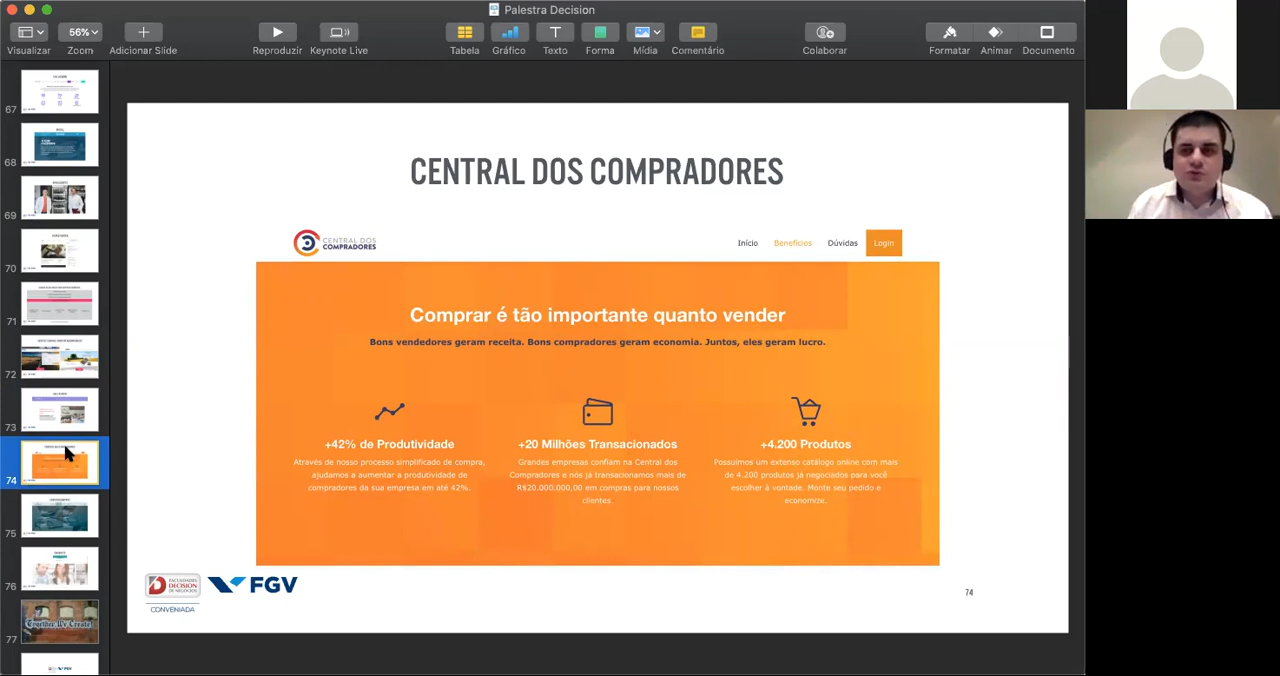 Palestra Decision
56%
Visualizar
Zoom
Adicionar Slide
Reproduzir
Keynote Live
Tabela
Gráfico
Texto
Forma
Mídia
Comentário
Colaborar
Formatar
Animar
Documento
67
68
69
70
71
72
73
74
75
76
77
Together We Create!
CENTRAL DOS COMPRADORES
CENTRAL DOS
COMPRADORES
Início
Benefícios
Dúvidas
Login
Comprar é tão importante quanto vender
Bons vendedores geram receita. Bons compradores geram economia. Juntos, eles geram lucro.
+42% de Produtividade
Através de nosso processo simplificado de compra,
ajudamos a aumentar a produtividade de
compradores da sua empresa em até 42%.
+20 Milhões Transacionados
Grandes empresas confiam na Central dos
Compradores e nós já transacionamos mais de
R$20.000.000,00 em compras para nossos
clientes.
+4.200 Produtos
Possuímos um extenso catálogo online com mais
de 4.200 produtos já negociados para você
escolher à vontade. Monte seu pedido e
economize.
FACULDADES
DECISION
DE NEGÓCIOS
CONVENIADA
FGV
74